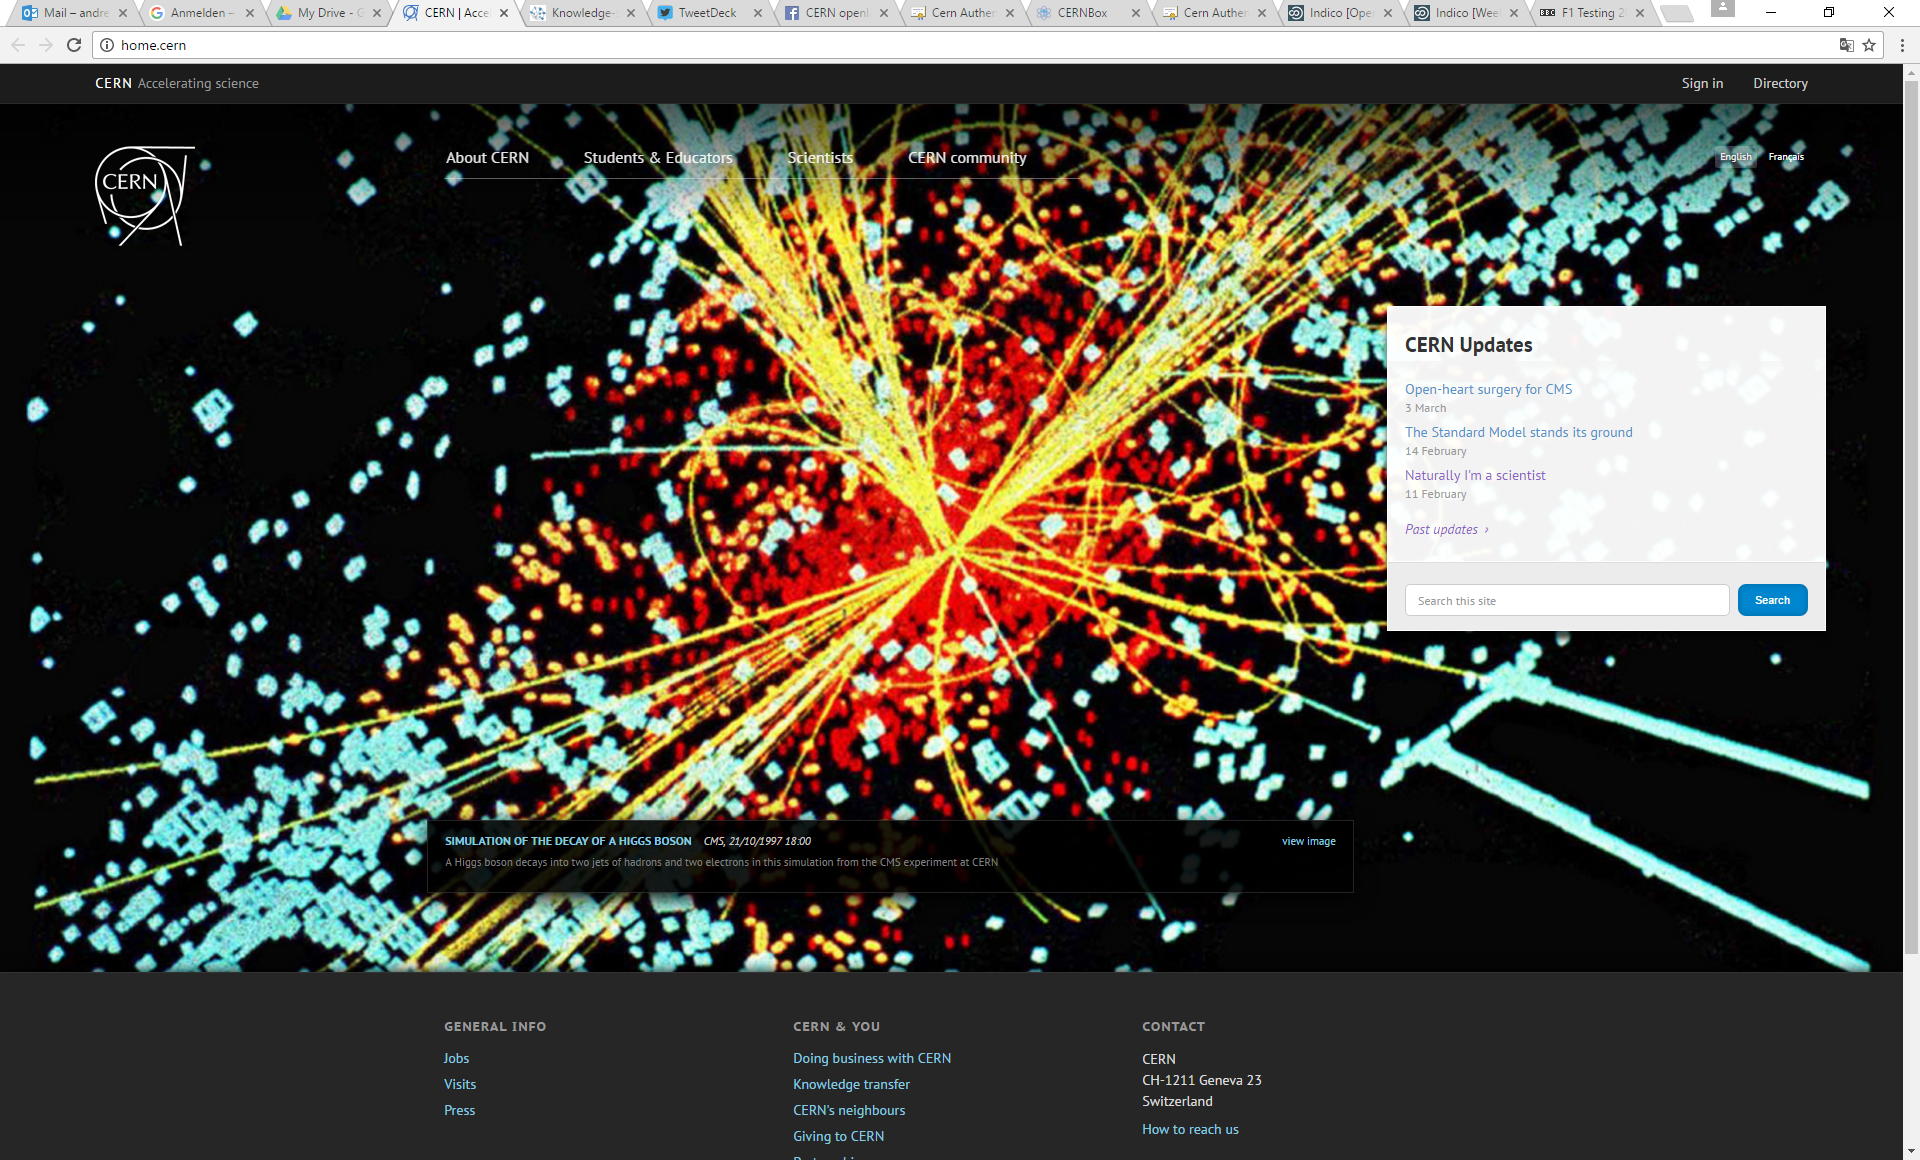 Mail – andre
Anmelden –
My Drive - G
CERN | Acce
Knowledge-
TweetDeck
CERN openl
Cern Authen
CERNBox
Cern Authen
Indico [Ope
Indico [Wee
BBC F1 Testing 2
home.cern
CERN Accelerating science
Sign in Directory
CERN
About CERN Students & Educators Scientists CERN community
English Français
CERN Updates
Open-heart surgery for CMS
3 March
The Standard Model stands its ground
14 February
Naturally I'm a scientist
11 February
Past updates ›
Search this site Search
SIMULATION OF THE DECAY OF A HIGGS BOSON CMS, 21/10/1997 18:00 view image
A Higgs boson decays into two jets of hadrons and two electrons in this simulation from the CMS experiment at CERN
GENERAL INFO
Jobs
Visits
Press
CERN & YOU
Doing business with CERN
Knowledge transfer
CERN's neighbours
Giving to CERN
CONTACT
CERN
CH-1211 Geneva 23
Switzerland
How to reach us